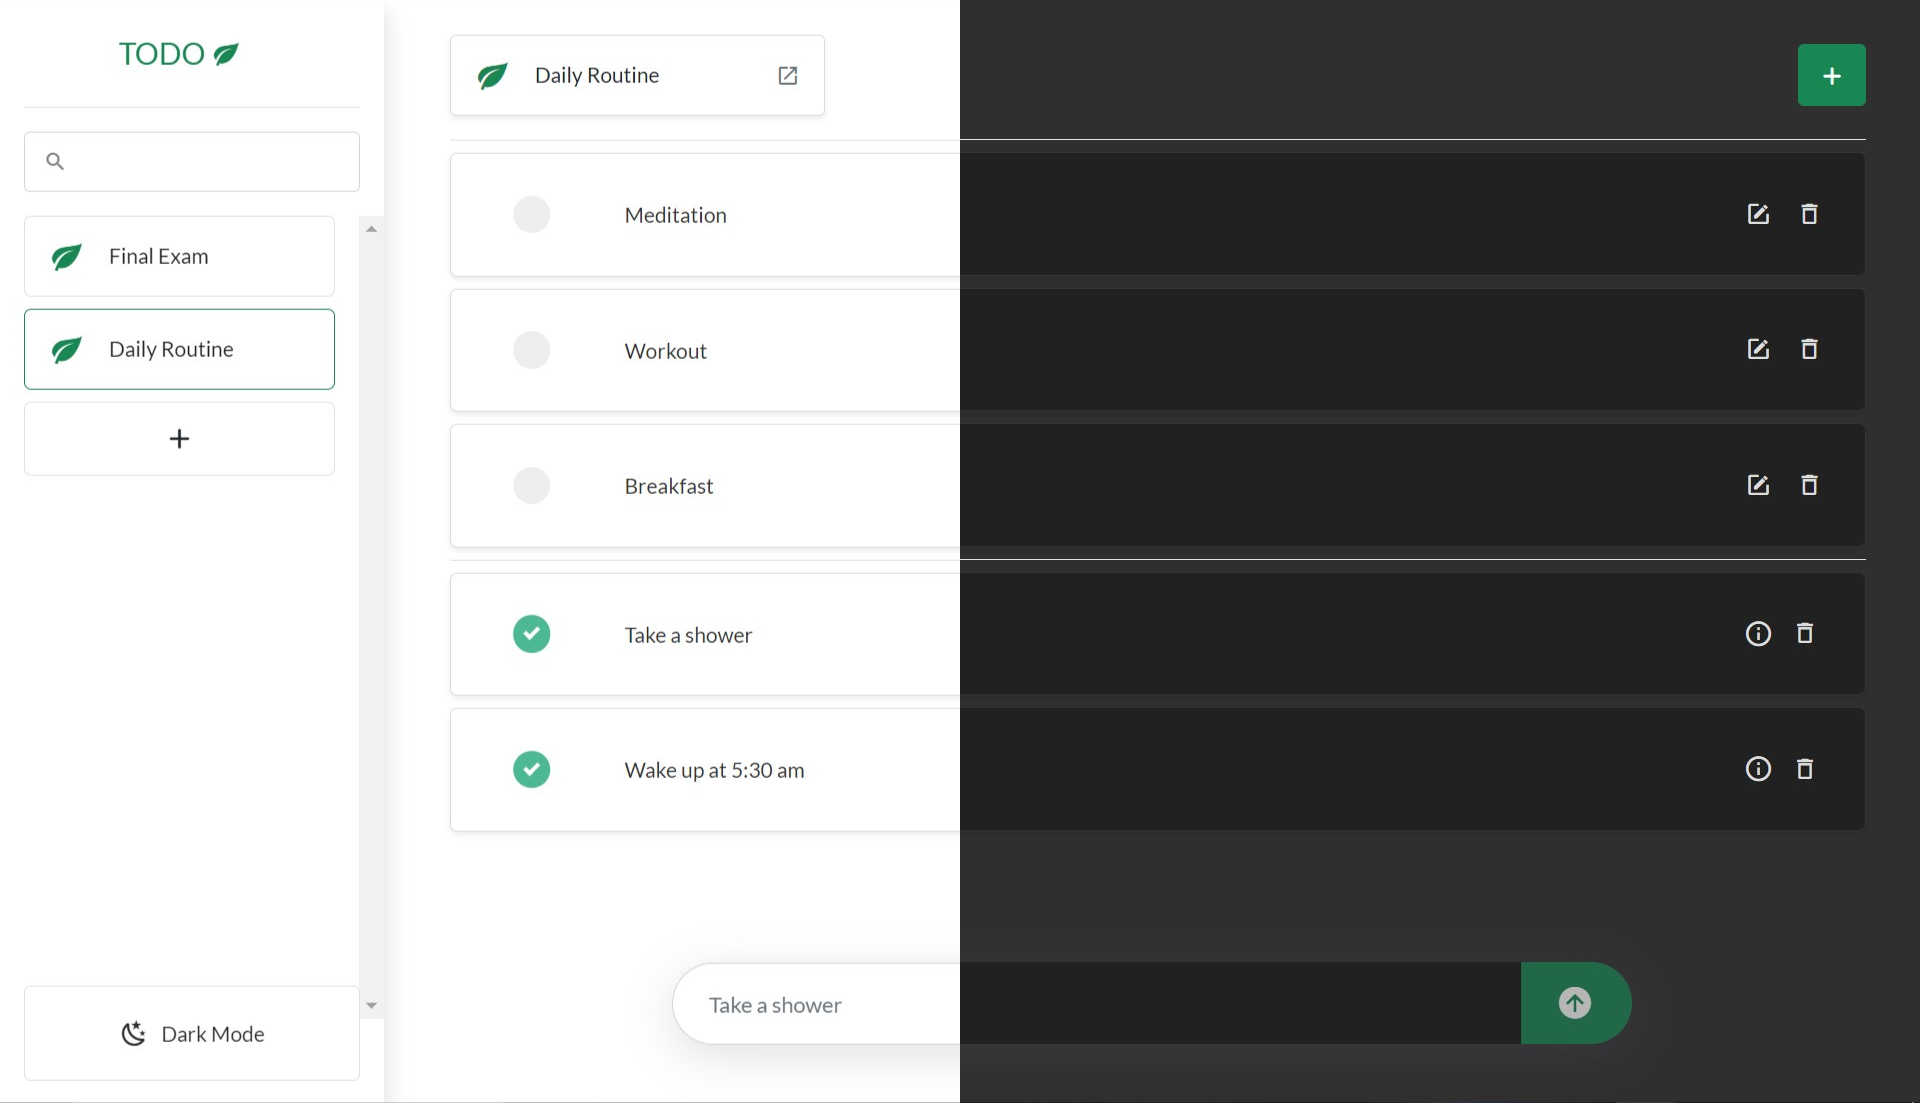 TODO
Final Exam
Daily Routine
Dark Mode
Daily Routine
Meditation
Workout
Breakfast
Take a shower
Wake up at 5:30 am
Take a shower